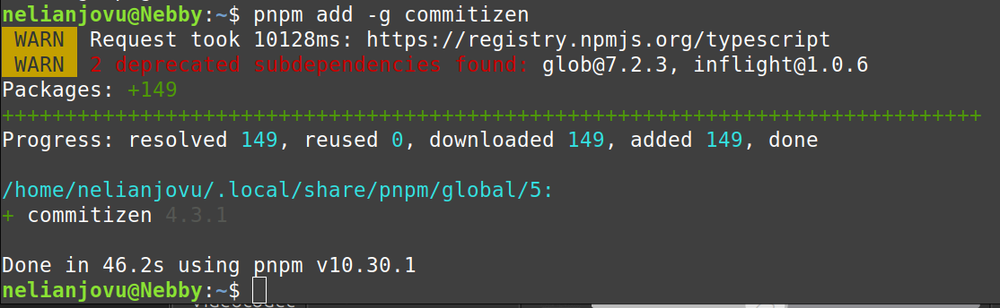 nelianjovu@Nebby:~$ pnpm add -g commitizen
WARN Request took 10128ms: https://registry.npmjs.org/typescript
WARN 2 deprecated subdependencies found: glob@7.2.3, inflight@1.0.6
Packages: +149
++++++++++++++++++++++++++++++++++++++++++++++++++++++++++++++++++++++++++++++
Progress: resolved 149, reused 0, downloaded 149, added 149, done
/home/nelianjovu/.local/share/pnpm/global/5:
+ commitizen 4.3.1
Done in 46.2s using pnpm v10.30.1
nelianjovu@Nebby:~$